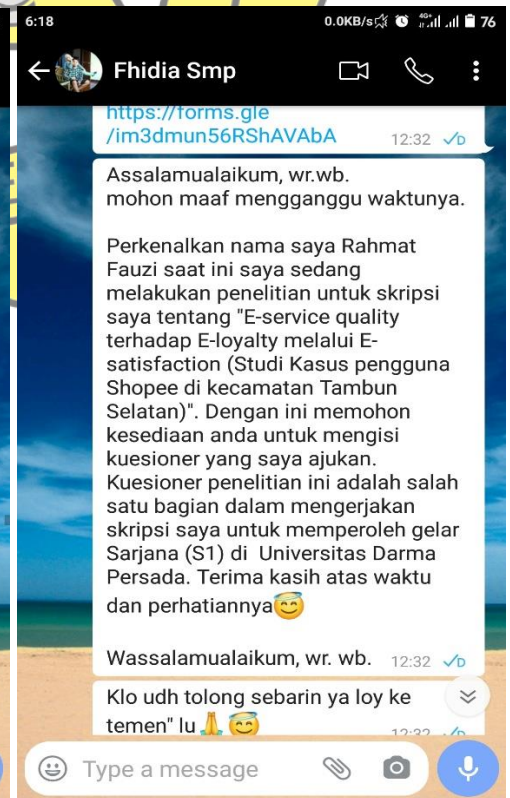 6:18
0.0KB/s 4G+ 76
Fhidia Smp
https://forms.gle
/im3dmun56RShAVAbA 12:32
Assalamualaikum, wr.wb.
mohon maaf mengganggu waktunya.
Perkenalkan nama saya Rahmat
Fauzi saat ini saya sedang
melakukan penelitian untuk skripsi
saya tentang "E-service quality
terhadap E-loyalty melalui E-
satisfaction (Studi Kasus pengguna
Shopee di kecamatan Tambun
Selatan)". Dengan ini memohon
kesediaan anda untuk mengisi
kuesioner yang saya ajukan.
Kuesioner penelitian ini adalah salah
satu bagian dalam mengerjakan
skripsi saya untuk memperoleh gelar
Sarjana (S1) di Universitas Darma
Persada. Terima kasih atas waktu
dan perhatiannya😇
Wassalamualaikum, wr. wb. 12:32
Klo udh tolong sebarin ya loy ke
temen" lu🙏😇 12:32
Type a message